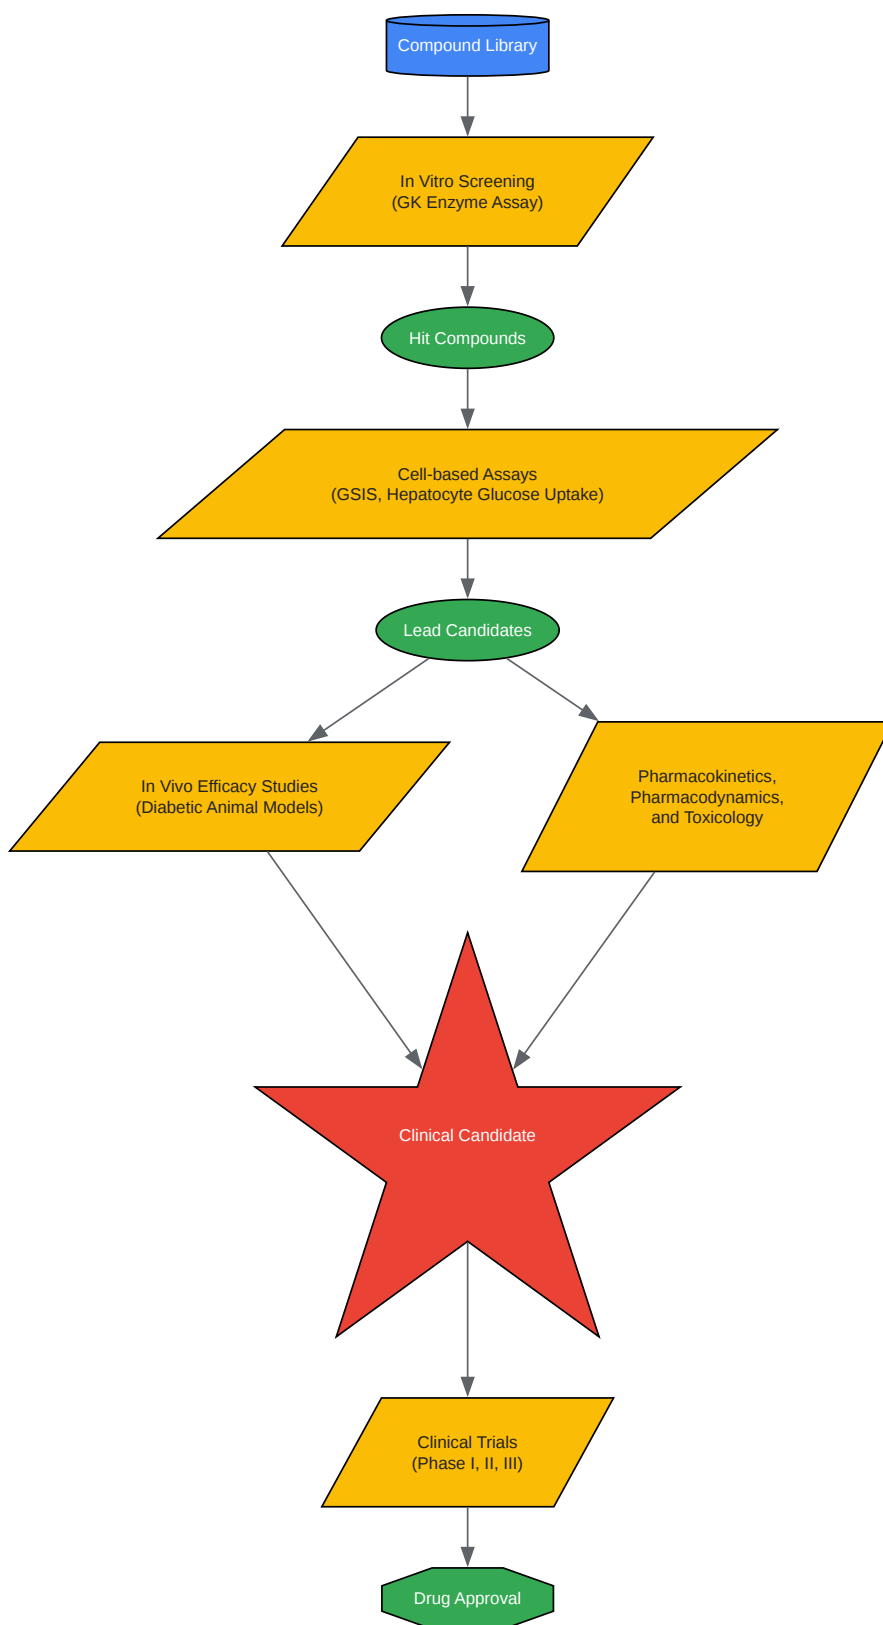 Compound Library
In Vitro Screening
(GK Enzyme Assay)
Hit Compounds
Cell-based Assays
(GSIS, Hepatocyte Glucose Uptake)
Lead Candidates
In Vivo Efficacy Studies
(Diabetic Animal Models)
Pharmacokinetics,
Pharmacodynamics,
and Toxicology
Clinical Candidate
Clinical Trials
(Phase I, II, III)
Drug Approval